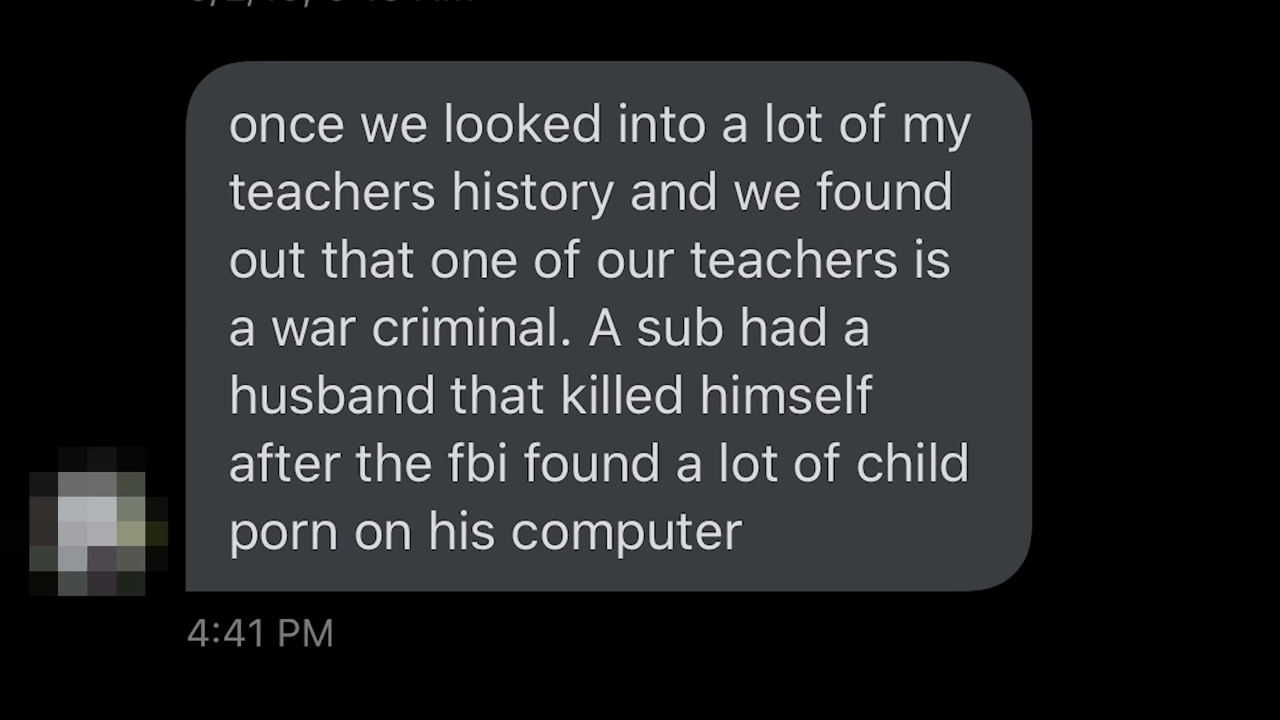 once we looked into a lot of my
teachers history and we found
out that one of our teachers is
a war criminal. A sub had a
husband that killed himself
after the fbi found a lot of child
porn on his computer
4:41 PM